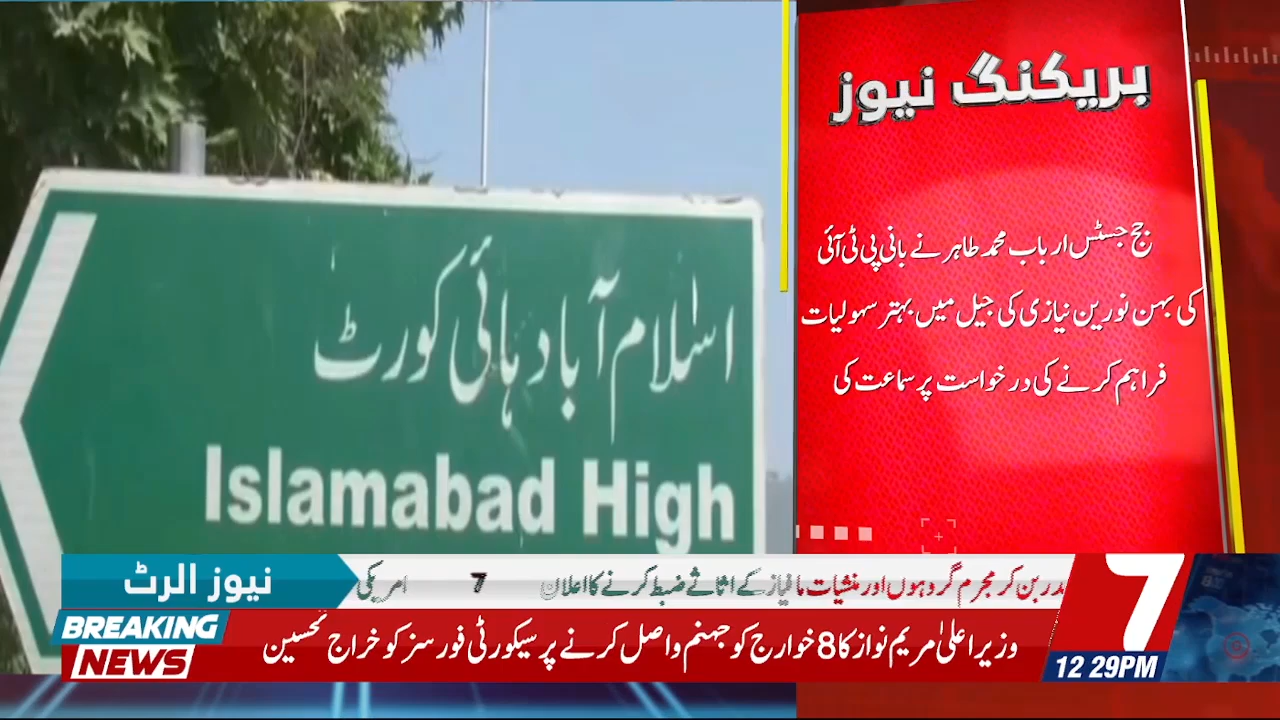 بریکنگ نیوز
جج جسٹس ارباب محمد طاہر نے بانی پی ٹی آئی
کی بہن نورین نیازی کی جیل میں بہتر سہولیات
فراہم کرنے کی درخواست پر سماعت کی
اسلام آباد ہائی کورٹ
Islamabad High
نیوز الرٹ
بن کر مجرم گروہوں اور منشیات مافیاز کے اثاثے ضبط کرنے کا اعلان 7 امریکی
7
BREAKING
NEWS
وزیر اعلیٰ مریم نواز کا 8 خوارج کو جہنم واصل کرنے پر سیکورٹی فورسز کو خراج تحسین
12 29PM